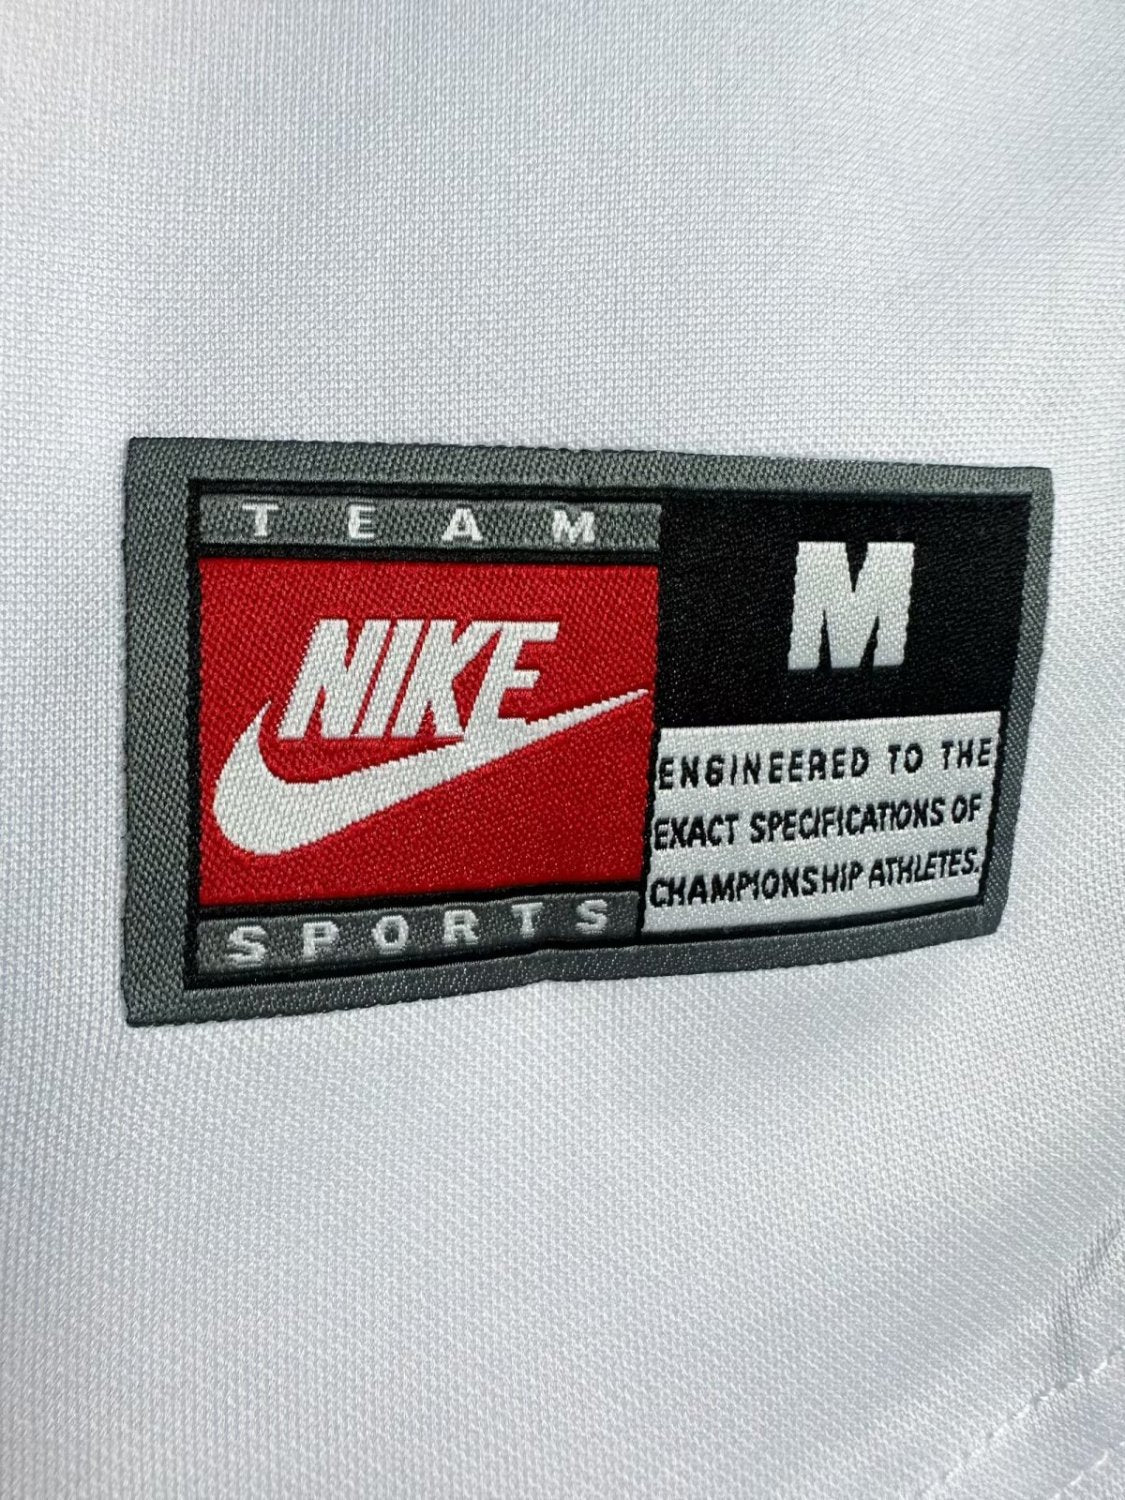 TEAM
NIKE
SPORTS
M
ENGINEERED TO THE
EXACT SPECIFICATIONS OF
CHAMPIONSHIP ATHLETES.